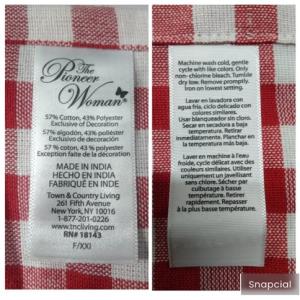 The
Pioneer
Woman
57% Cotton, 43% Polyester
Exclusive of Decoration
57% algodón, 43% poliéster
Exclusivo de decoración
57 % coton, 43 % polyester
Exception faite de la décoration
MADE IN INDIA
HECHO EN INDIA
FABRIQUÉ EN INDE
Town & Country Living
261 Fifth Avenue
New York, NY 10016
1-877-201-0226
www.tncliving.com
RN# 18143
F/XXI
Machine wash cold, gentle
cycle with like colors. Only
non-chlorine bleach. Tumble
dry low. Remove promptly.
Iron on lowest setting.
Lavar en lavadora con
agua fría, ciclo delicado,
con colores similares.
Usar blanqueador sin cloro.
Secar en secadora a baja
temperatura. Retirar
inmediatamente. Planchar en
la temperatura más baja.
Laver en machine à l'eau
froide, cycle délicat avec des
couleurs similaires. Utiliser
uniquement un javellisant
sans chlore. Sécher par
culbutage à basse
température. Retirez
rapidement. Repasser
à la plus basse température.
Snapcial